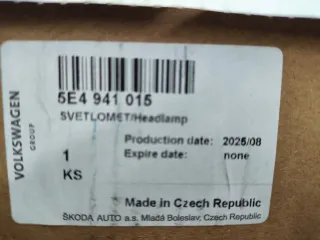 VOLKSWAGEN
GROUP
5E4 941 015
SVETLOMET/Headlamp
Production date: 2025/08
Expire date: none
1
KS
Made in Czech Republic
ŠKODA AUTO a.s. Mladá Boleslav, Czech Republic